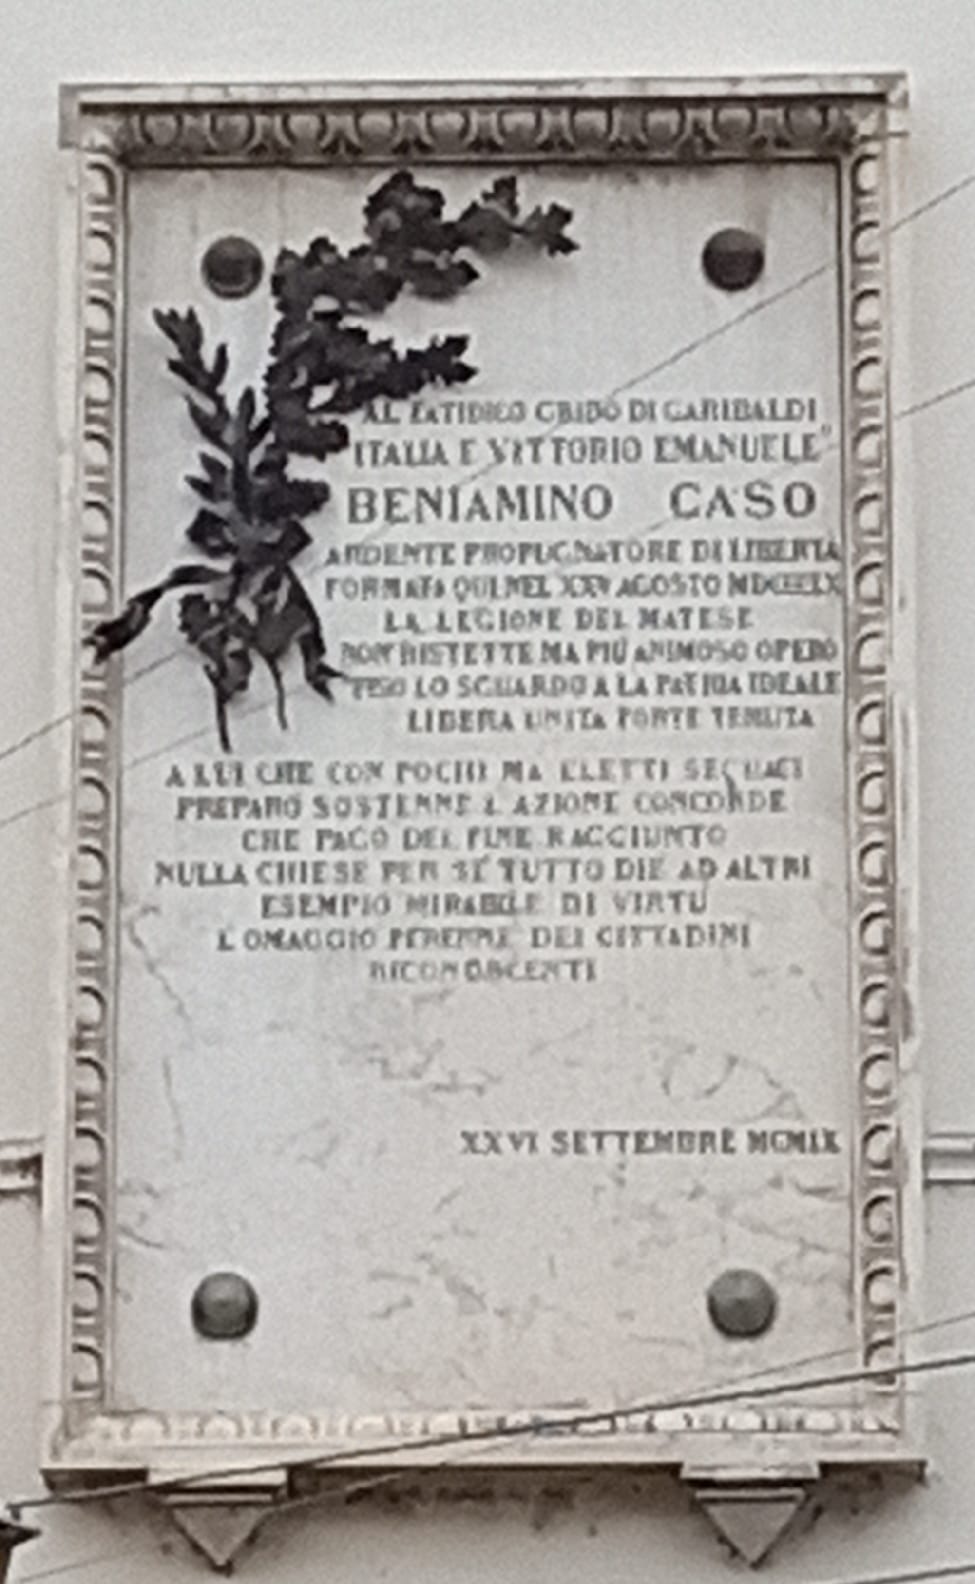 AL FATIDICO GRIDO DI GARIBALDI
"ITALIA E VITTORIO EMANUELE"
BENIAMINO CASO
ARDENTE PROPUGNATORE DI LIBERTÀ
FORMATA QUI NEL XXV AGOSTO MDCCCLX
LA LEGIONE DEL MATESE
NON RISTETTE MA PIÚ ANIMOSO OPERÒ
FISO LO SGUARDO A LA PATRIA IDEALE
LIBERA UNITA FORTE TEMUTA
A LUI CHE CON POCHI MA ELETTI SEGUACI
PREPARÒ SOSTENNE L'AZIONE CONCORDE
CHE PAGO DEL FINE RAGGIUNTO
NULLA CHIESE PER SÉ TUTTO DIE AD ALTRI
ESEMPIO MIRABILE DI VIRTÙ
L'OMAGGIO PERENNE DEI CITTADINI
RICONOSCENTI
XXVI SETTEMBRE MCMIX